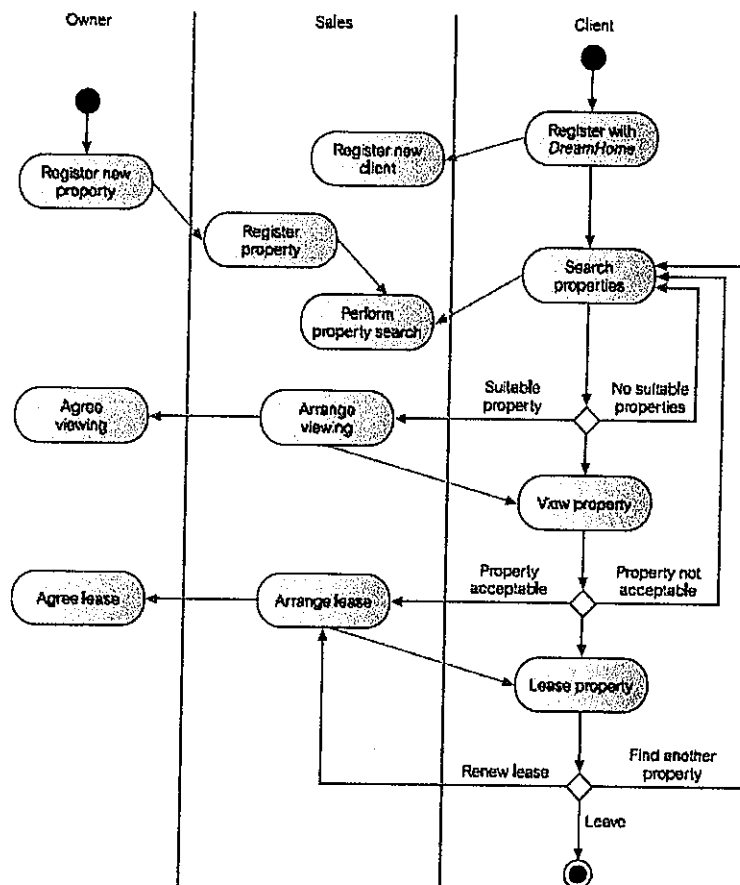 Owner
Sales
Client
Register with
DreamHome
Register new
client
Register new
property
Register
property
Search
properties
Perform
property search
Suitable
property
No suitable
properties
Agree
viewing
Arrange
viewing
View property
Property
acceptable
Property not
acceptable
Agree lease
Arrange lease
Lease property
Renew lease
Find another
property
Leave